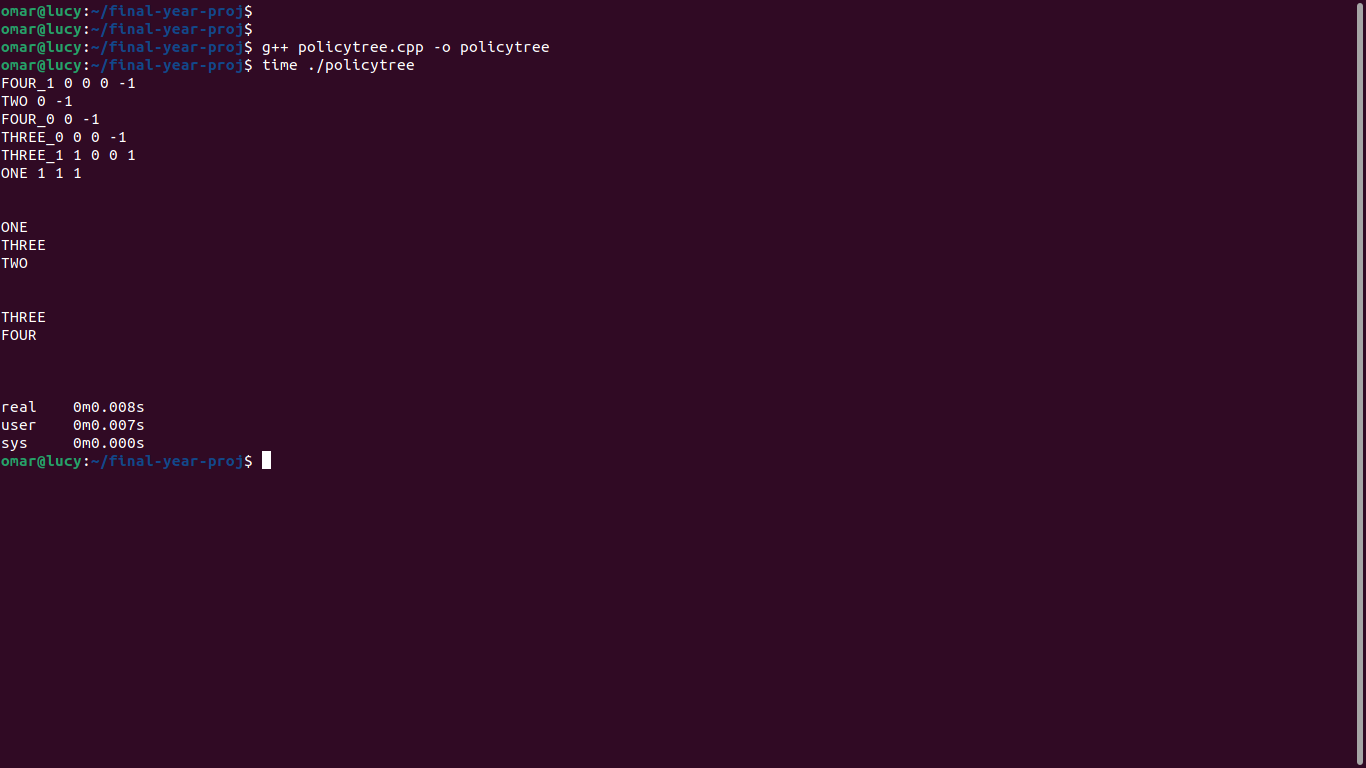 omar@lucy:~/final-year-proj$
omar@lucy:~/final-year-proj$
omar@lucy:~/final-year-proj$ g++ policytree.cpp -o policytree
omar@lucy:~/final-year-proj$ time ./policytree
FOUR_1 0 0 0 -1
TWO 0 -1
FOUR_0 0 -1
THREE_0 0 0 -1
THREE_1 1 0 0 1
ONE 1 1 1
ONE
THREE
TWO
THREE
FOUR
real    0m0.008s
user    0m0.007s
sys     0m0.000s
omar@lucy:~/final-year-proj$